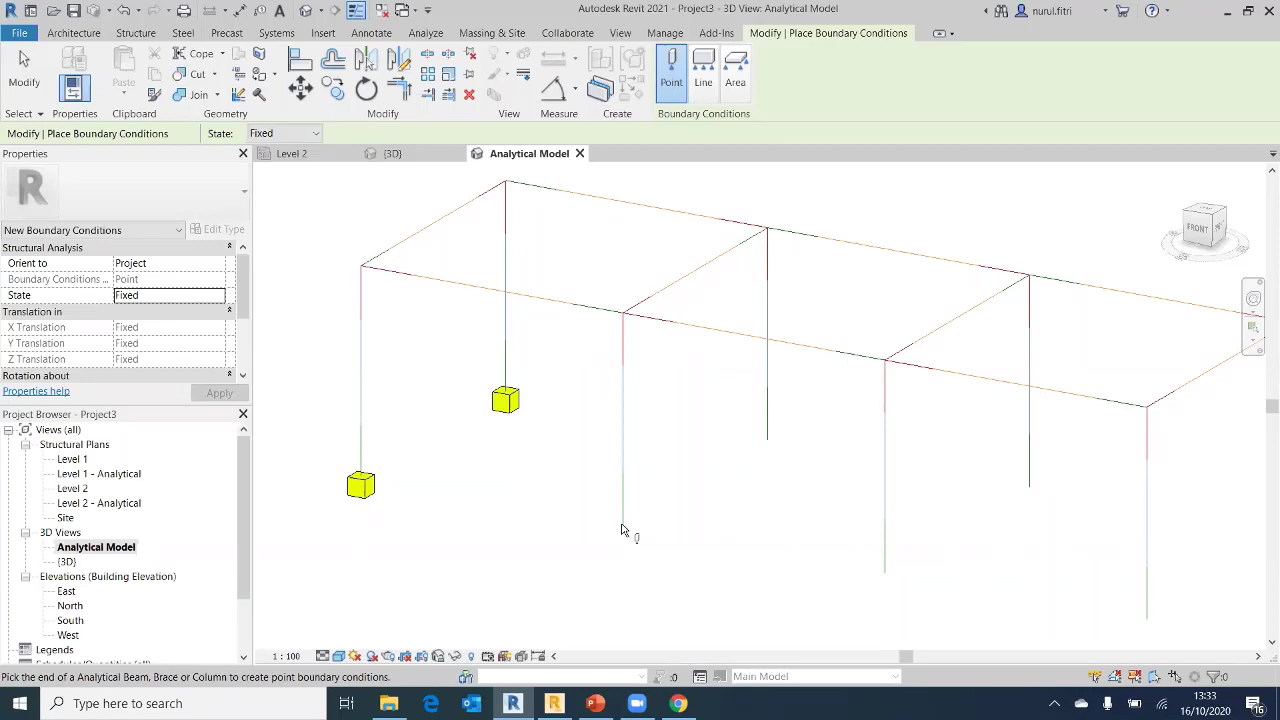 Autodesk Revit 2021 - Project3 - 3D View: Analytical Model
nurul.fitri
File Architecture Structure Steel Precast Systems Insert Annotate Analyze Massing & Site Collaborate View Manage Add-Ins Modify | Place Boundary Conditions
Modify Paste Cope Cut Join Point Line Area
Select Properties Clipboard Geometry Modify View Measure Create Boundary Conditions
Modify | Place Boundary Conditions State: Fixed
Properties
Level 2 {3D} Analytical Model
New Boundary Conditions Edit Type
Structural Analysis
Orient to Project
Boundary Conditions ... Point
State Fixed
Translation in
X Translation Fixed
Y Translation Fixed
Z Translation Fixed
Rotation about
Properties help Apply
FRONT
Project Browser - Project3
Views (all)
Structural Plans
Level 1
Level 1 - Analytical
Level 2
Level 2 - Analytical
Site
3D Views
Analytical Model
{3D}
Elevations (Building Elevation)
East
North
South
West
Legends
1 : 100
Pick the end of a Analytical Beam, Brace or Column to create point boundary conditions.
:0 Main Model :0
Type here to search
13:33
16/10/2020
16